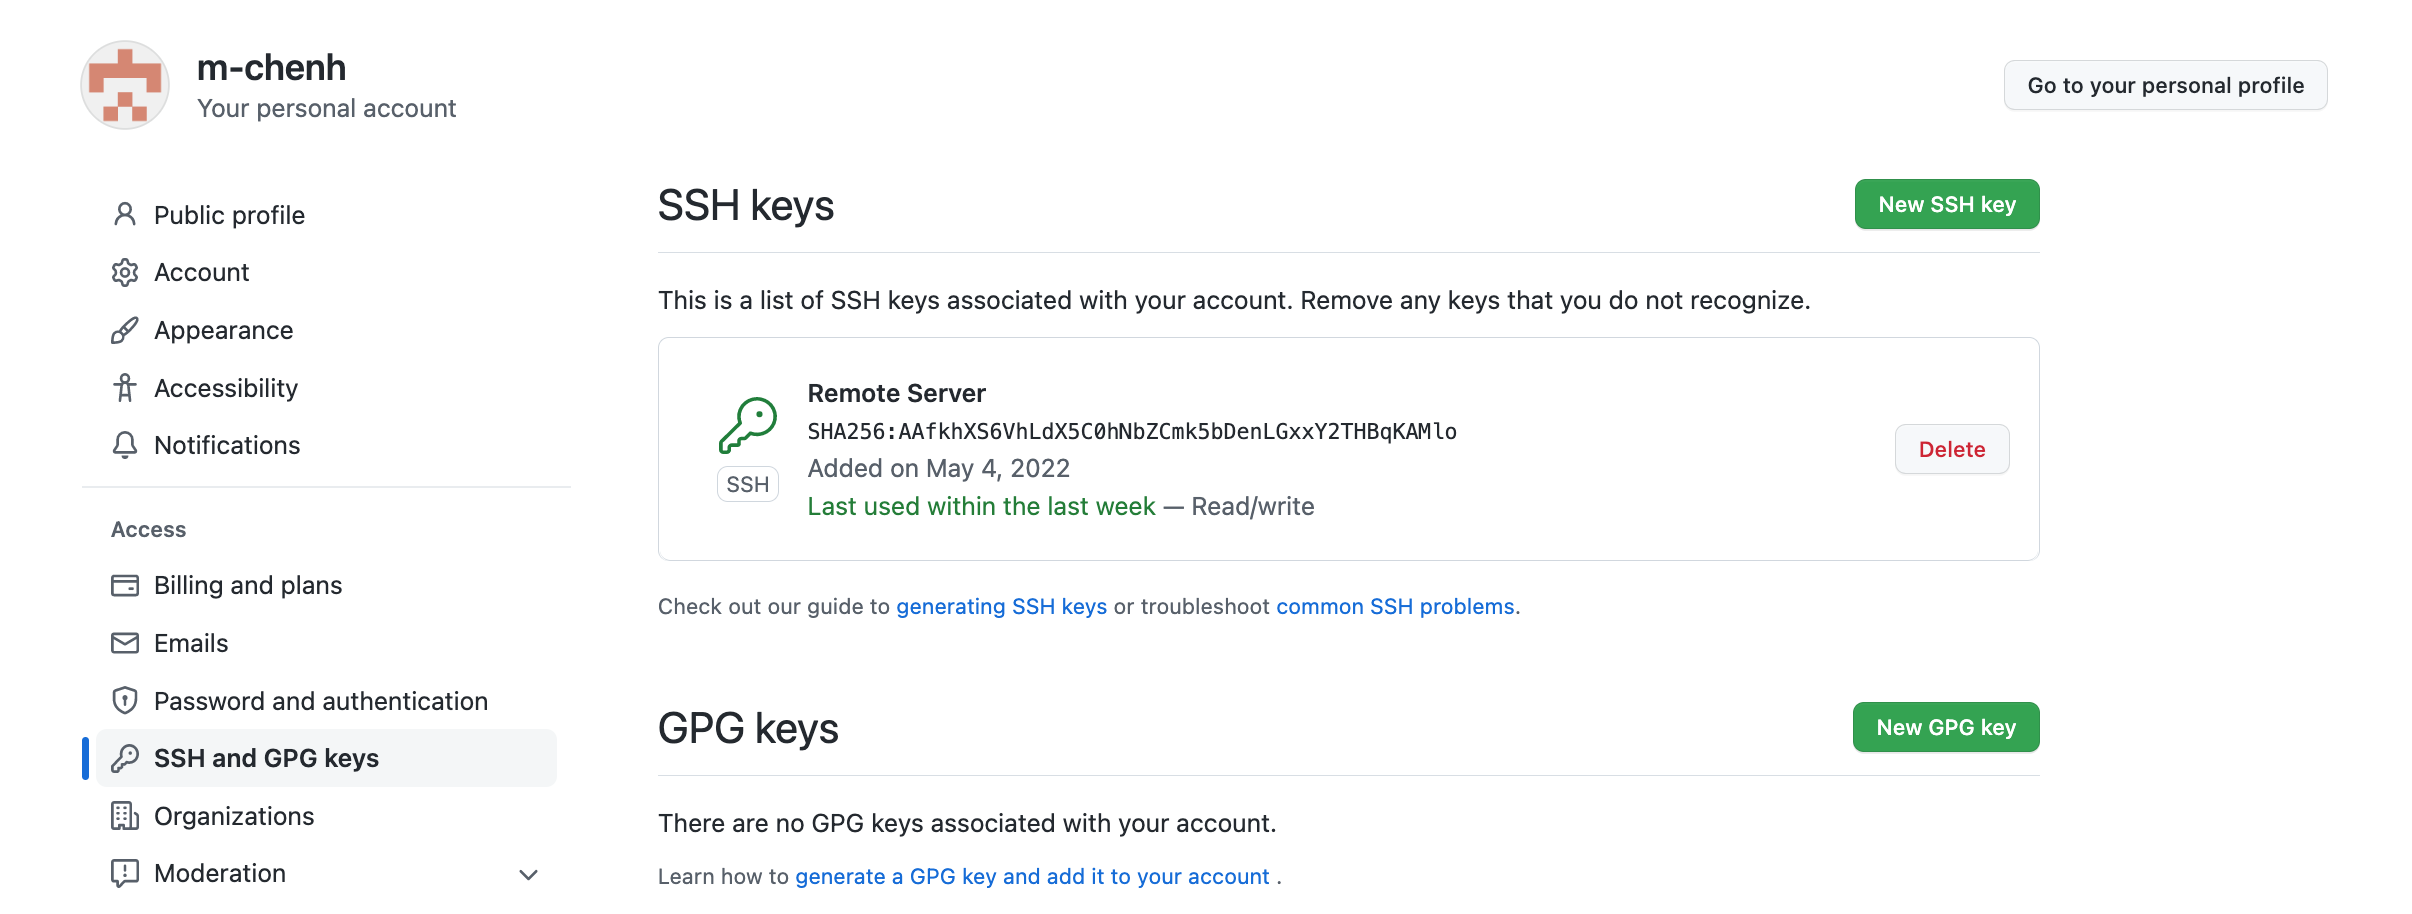 m-chenh
Your personal account
Go to your personal profile
Public profile
Account
Appearance
Accessibility
Notifications
Access
Billing and plans
Emails
Password and authentication
SSH and GPG keys
Organizations
Moderation
SSH keys
New SSH key
This is a list of SSH keys associated with your account. Remove any keys that you do not recognize.
Remote Server
SHA256:AAfkhXS6VhLdX5C0hNbZCmk5bDenLGxxY2THBqKAMlo
Added on May 4, 2022
Last used within the last week — Read/write
SSH
Delete
Check out our guide to generating SSH keys or troubleshoot common SSH problems.
GPG keys
New GPG key
There are no GPG keys associated with your account.
Learn how to generate a GPG key and add it to your account .